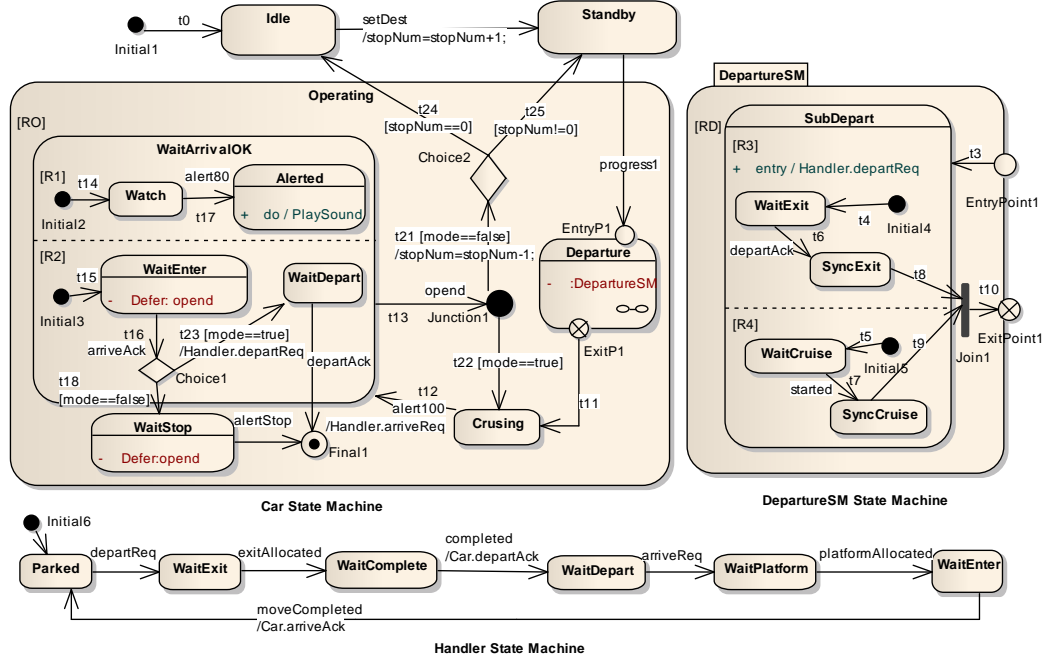 Idle
Standby
t0
Initial1
setDest
/stopNum=stopNum+1;
Operating
[RO]
t24
[stopNum==0]
t25
[stopNum!=0]
Choice2
progress1
WaitArrivalOK
[R1]
t14
Initial2
Watch
alert80
t17
Alerted
+ do / PlaySound
[R2]
t15
Initial3
WaitEnter
- Defer: opend
WaitDepart
t16
arriveAck
t23 [mode==true]
/Handler.departReq
Choice1
departAck
t18
[mode==false]
WaitStop
- Defer:opend
alertStop
Final1
t21 [mode==false]
/stopNum=stopNum-1;
opend
t13
Junction1
t22 [mode==true]
t12
alert100
/Handler.arriveReq
Crusing
EntryP1
Departure
- :DepartureSM
ExitP1
t11
Car State Machine
DepartureSM
[RD]
SubDepart
[R3]
+ entry / Handler.departReq
t3
EntryPoint1
WaitExit
t4
Initial4
t6
departAck
SyncExit
t8
t10
ExitPoint1
[R4]
t5
Initial5
t9
Join1
WaitCruise
started
t7
SyncCruise
DepartureSM State Machine
Initial6
Parked
departReq
WaitExit
exitAllocated
WaitComplete
completed
/Car.departAck
WaitDepart
arriveReq
WaitPlatform
platformAllocated
WaitEnter
moveCompleted
/Car.arriveAck
Handler State Machine